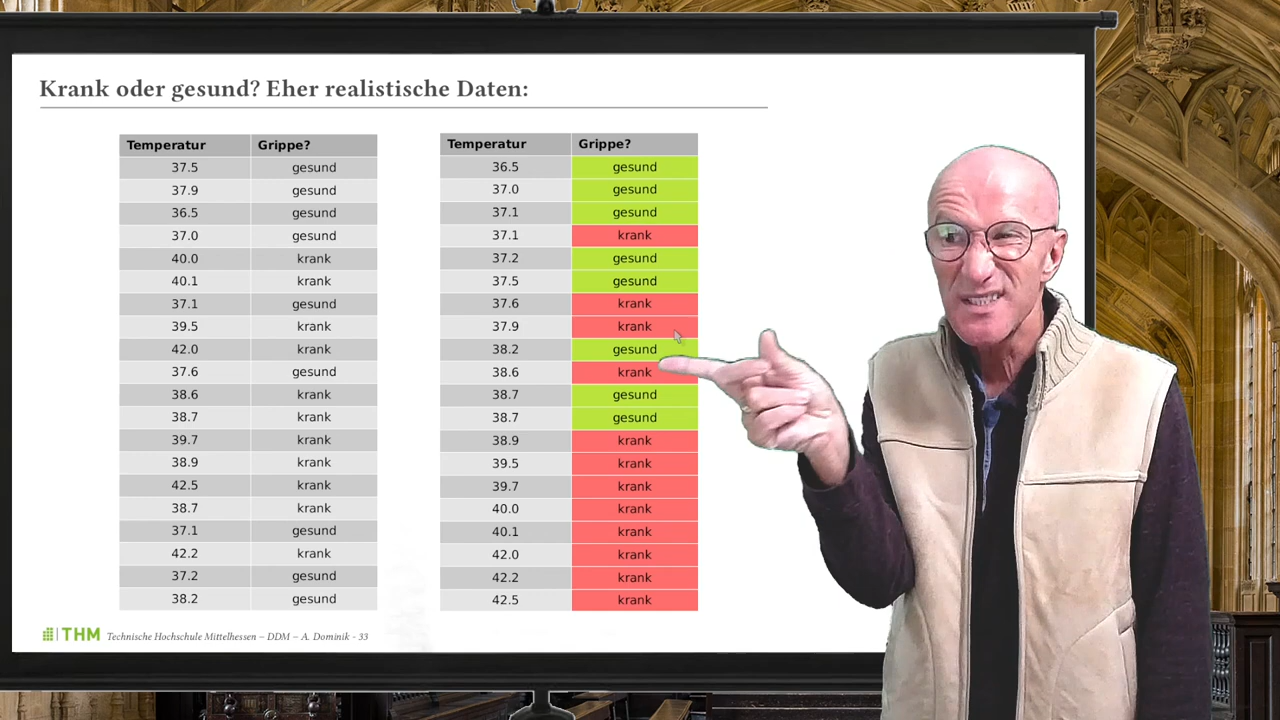 Krank oder gesund? Eher realistische Daten:
Temperatur Grippe?
37.5 gesund
37.9 gesund
36.5 gesund
37.0 gesund
40.0 krank
40.1 krank
37.1 gesund
39.5 krank
42.0 krank
37.6 gesund
38.6 krank
38.7 krank
39.7 krank
38.9 krank
42.5 krank
38.7 krank
37.1 gesund
42.2 krank
37.2 gesund
38.2 gesund
Temperatur Grippe?
36.5 gesund
37.0 gesund
37.1 gesund
37.1 krank
37.2 gesund
37.5 gesund
37.6 krank
37.9 krank
38.2 gesund
38.6 krank
38.7 gesund
38.7 gesund
38.9 krank
39.5 krank
39.7 krank
40.0 krank
40.1 krank
42.0 krank
42.2 krank
42.5 krank
THM Technische Hochschule Mittelhessen – DDM – A. Dominik - 33